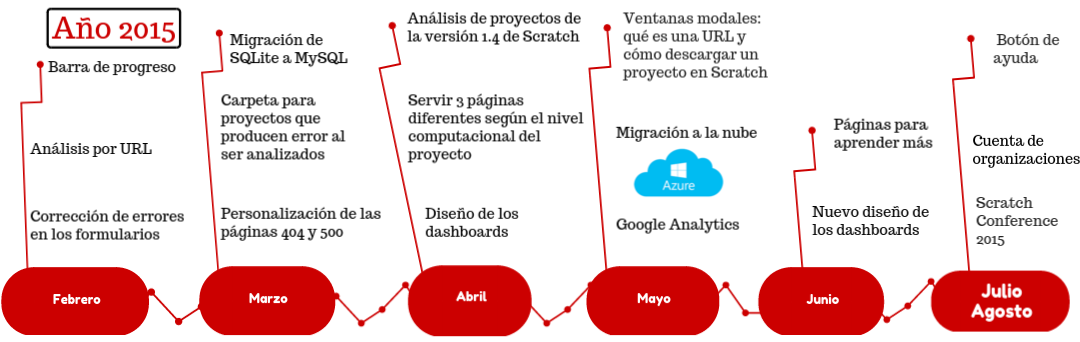 Año 2015
Barra de progreso
Análisis por URL
Corrección de errores
en los formularios
Febrero
Migración de
SQLite a MySQL
Carpeta para
proyectos que
producen error al
ser analizados
Personalización de las
páginas 404 y 500
Marzo
Análisis de proyectos de
la versión 1.4 de Scratch
Servir 3 páginas
diferentes según el nivel
computacional del
proyecto
Diseño de los
dashboards
Abril
Ventanas modales:
qué es una URL y
cómo descargar un
proyecto en Scratch
Migración a la nube
Azure
Google Analytics
Mayo
Páginas para
aprender más
Nuevo diseño de
los dashboards
Junio
Botón de
ayuda
Cuenta de
organizaciones
Scratch
Conference
2015
Julio
Agosto